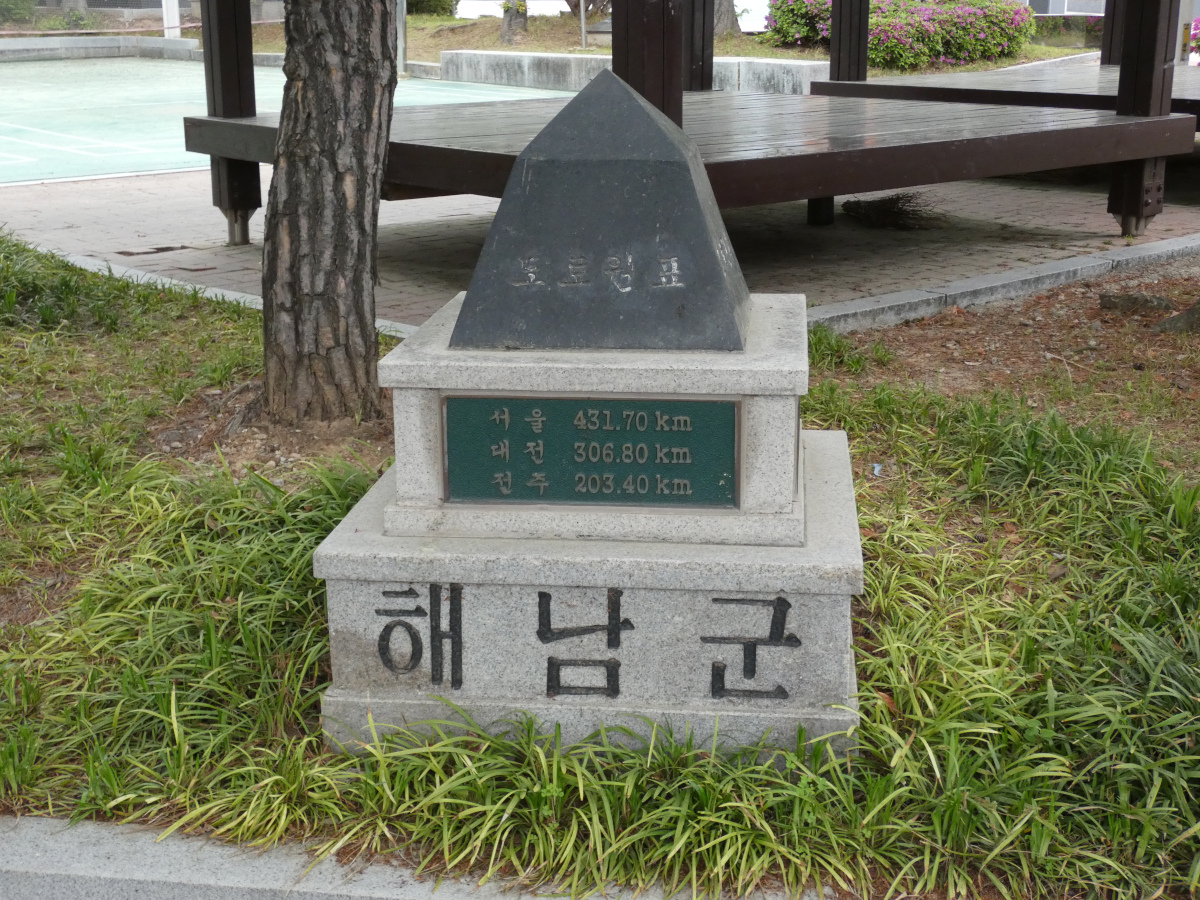 도로원표
서울 431.70 km
대전 306.80 km
전주 203.40 km
해남군